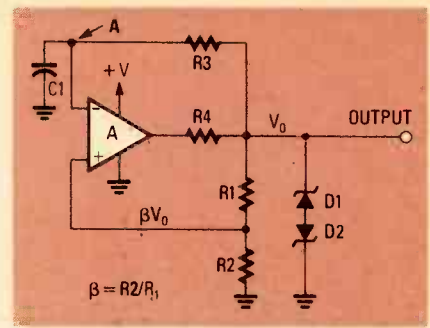 A
R3
C1
+V
A
−
+
R4
V₀
OUTPUT
R1
D1
βV₀
D2
R2
β = R2/R₁